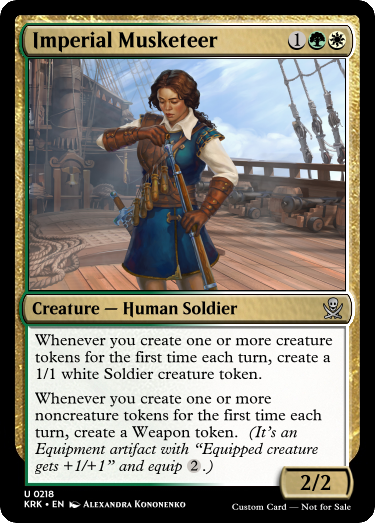 Imperial Musketeer 1
Creature — Human Soldier
Whenever you create one or more creature
tokens for the first time each turn, create a
1/1 white Soldier creature token.
Whenever you create one or more
noncreature tokens for the first time each
turn, create a Weapon token. (It's an
Equipment artifact with “Equipped creature
gets +1/+1” and equip 2.)
2/2
U 0218
KRK • EN ALEXANDRA KONONENKO
Custom Card — Not for Sale